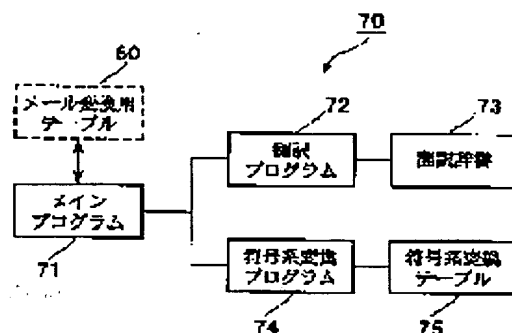 70
60
メール変換用
テーブル
72
翻訳
プログラム
73
翻訳辞書
メイン
プログラム
71
符号系変換
プログラム
74
符号系変換
テーブル
75